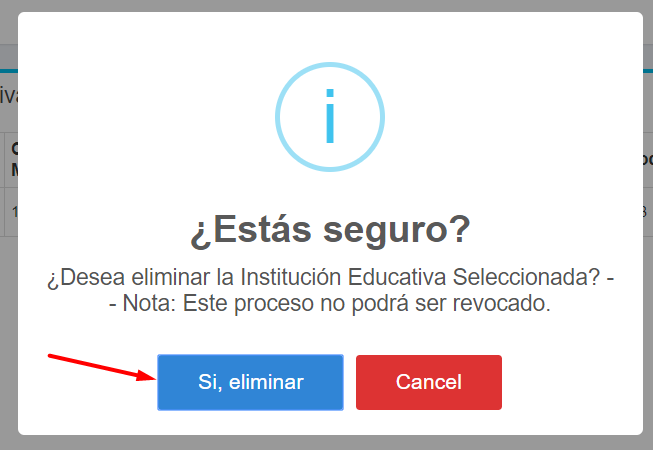 ¿Estás seguro?
¿Desea eliminar la Institución Educativa Seleccionada? -
- Nota: Este proceso no podrá ser revocado.
Si, eliminar
Cancel